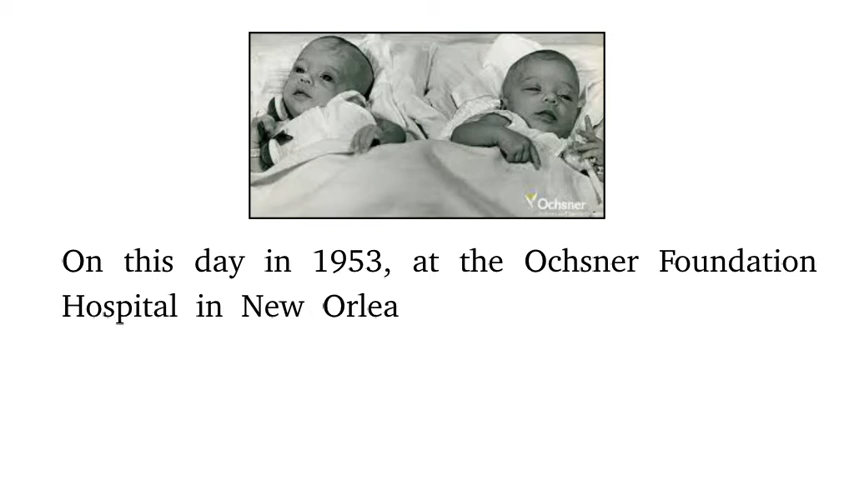 Ochsner
On this day in 1953, at the Ochsner Foundation
Hospital in New Orlea